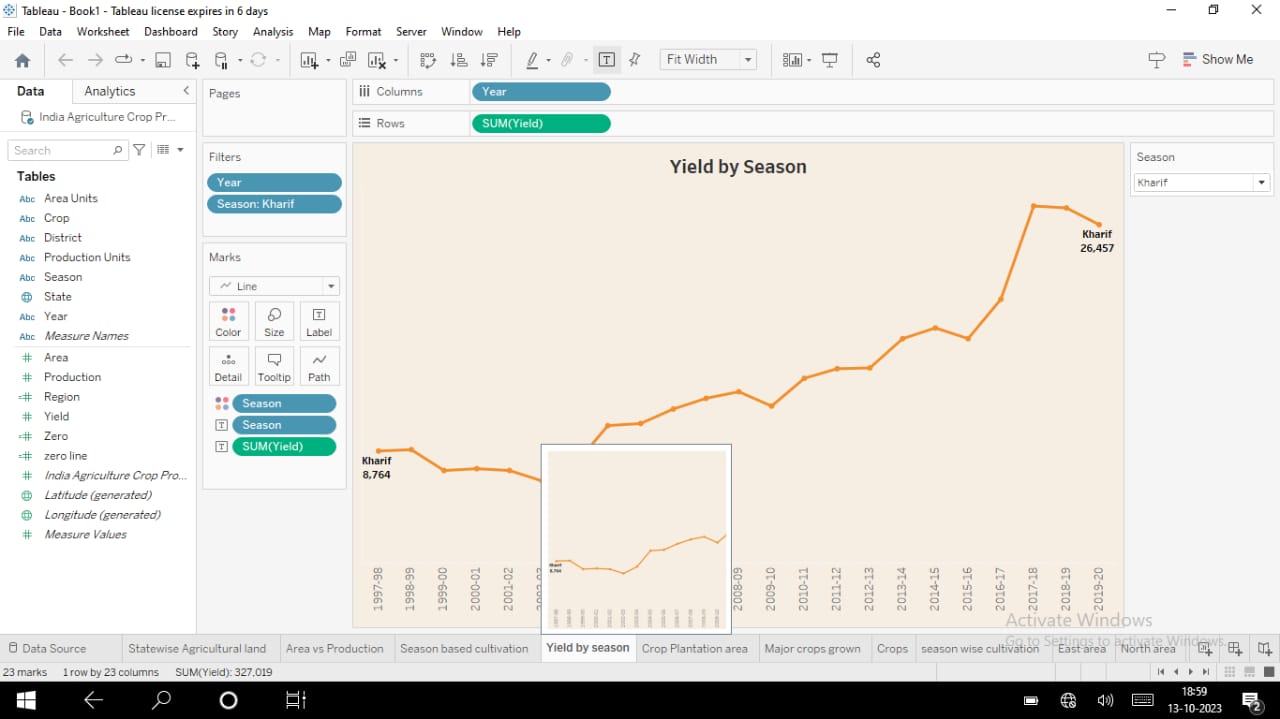 Tableau - Book1 - Tableau license expires in 6 days
File Data Worksheet Dashboard Story Analysis Map Format Server Window Help
Fit Width
Show Me
Data Analytics
India Agriculture Crop Pr...
Search
Tables
Abc Area Units
Abc Crop
Abc District
Abc Production Units
Abc Season
State
Abc Year
Abc Measure Names
# Area
# Production
=# Region
# Yield
=# Zero
=# zero line
# India Agriculture Crop Pro...
Latitude (generated)
Longitude (generated)
# Measure Values
Pages
Filters
Year
Season: Kharif
Marks
Line
Color Size Label
Detail Tooltip Path
Season
Season
SUM(Yield)
Columns Year
Rows SUM(Yield)
Yield by Season
Kharif
8,764
Kharif
26,457
1997-98
1998-99
1999-00
2000-01
2001-02
2008-09
2009-10
2010-11
2011-12
2012-13
2013-14
2014-15
2015-16
2016-17
2017-18
2018-19
2019-20
Kharif
8,764
Season
Kharif
Activate Windows
Go to Settings to activate Windows.
Data Source Statewise Agricultural land Area vs Production Season based cultivation Yield by season Crop Plantation area Major crops grown Crops season wise cultivation East area North area
23 marks 1 row by 23 columns SUM(Yield): 327,019
18:59
13-10-2023
2